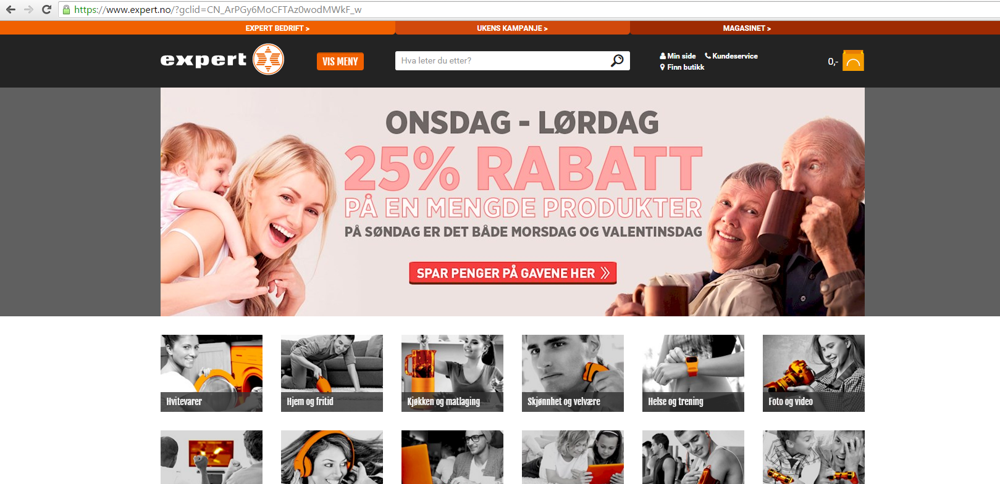 https://www.expert.no/?gclid=CN_ArPGy6MoCFTAz0wodMWkF_w
EXPERT BEDRIFT >
UKENS KAMPANJE >
MAGASINET >
expert
VIS MENY
Hva leter du etter?
Min side
Kundeservice
Finn butikk
0,-
ONSDAG - LØRDAG
25% RABATT
PÅ EN MENGDE PRODUKTER
PÅ SØNDAG ER DET BÅDE MORSDAG OG VALENTINSDAG
SPAR PENGER PÅ GAVENE HER »
Hvitevarer
Hjem og fritid
Kjøkken og matlaging
Skjønnhet og velvære
Helse og trening
Foto og video